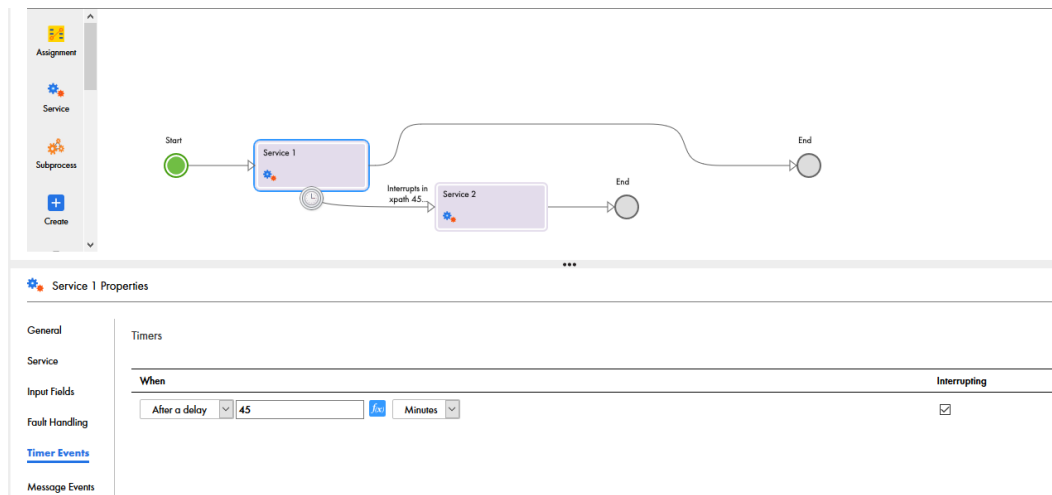 Assignment
Service
Subprocess
Create
Start
Service 1
Interrupts in
xpath 45...
Service 2
End
End
Service 1 Properties
General
Service
Input Fields
Fault Handling
Timer Events
Message Events
Timers
When
Interrupting
After a delay
45
f(x)
Minutes